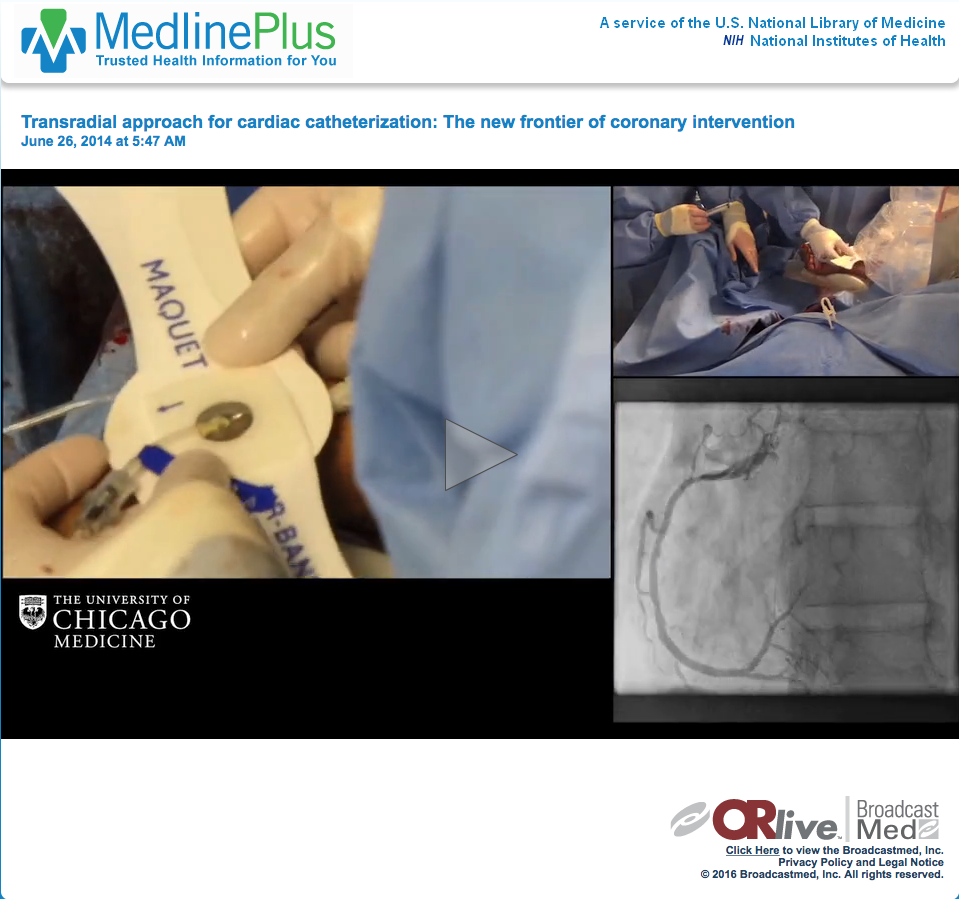 MedlinePlus
Trusted Health Information for You
A service of the U.S. National Library of Medicine
NIH National Institutes of Health
Transradial approach for cardiac catheterization: The new frontier of coronary intervention
June 26, 2014 at 5:47 AM
MAQUET
R-BAN
THE UNIVERSITY OF
CHICAGO
MEDICINE
ORlive™
Broadcast
Med
Click Here to view the Broadcastmed, Inc.
Privacy Policy and Legal Notice
© 2016 Broadcastmed, Inc. All rights reserved.